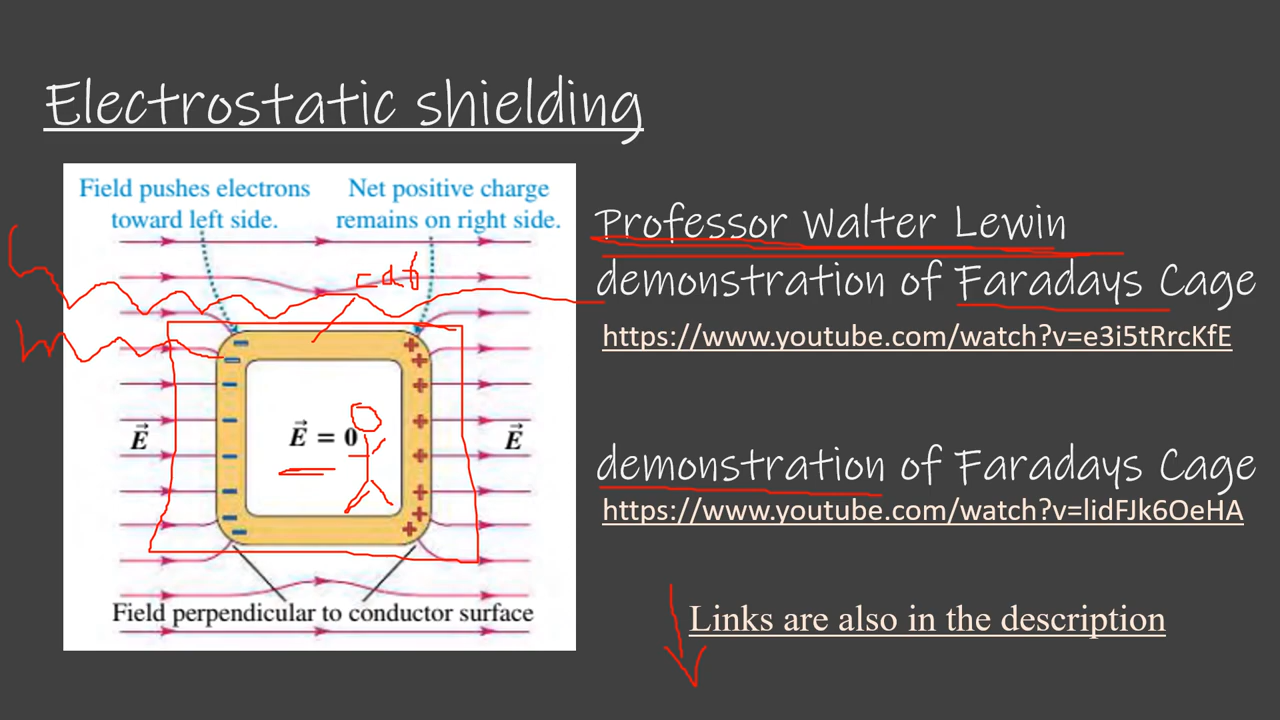 Electrostatic shielding
Field pushes electrons
toward left side.
Net positive charge
remains on right side.
E⃗
E⃗ = 0
E⃗
Field perpendicular to conductor surface
Professor Walter Lewin
demonstration of Faradays Cage
https://www.youtube.com/watch?v=e3i5tRrcKfE
demonstration of Faradays Cage
https://www.youtube.com/watch?v=lidFJk6OeHA
Links are also in the description